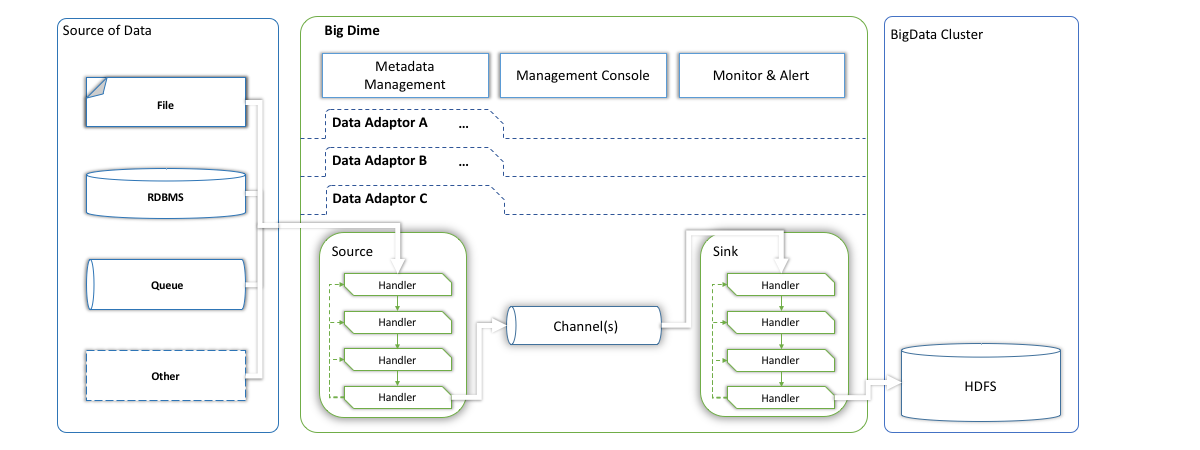 Source of Data
File
RDBMS
Queue
Other
Big Dime
Metadata
Management
Management Console
Monitor & Alert
Data Adaptor A ...
Data Adaptor B ...
Data Adaptor C
Source
Handler
Handler
Handler
Handler
Channel(s)
Sink
Handler
Handler
Handler
Handler
BigData Cluster
HDFS